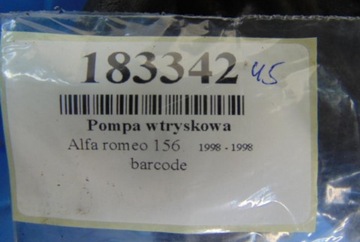 183342 45
Pompa wtryskowa
Alfa romeo 156 1998 - 1998
barcode